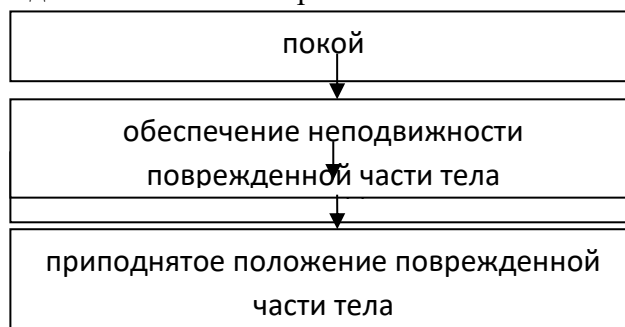 покой
обеспечение неподвижности
поврежденной части тела
приподнятое положение поврежденной
части тела